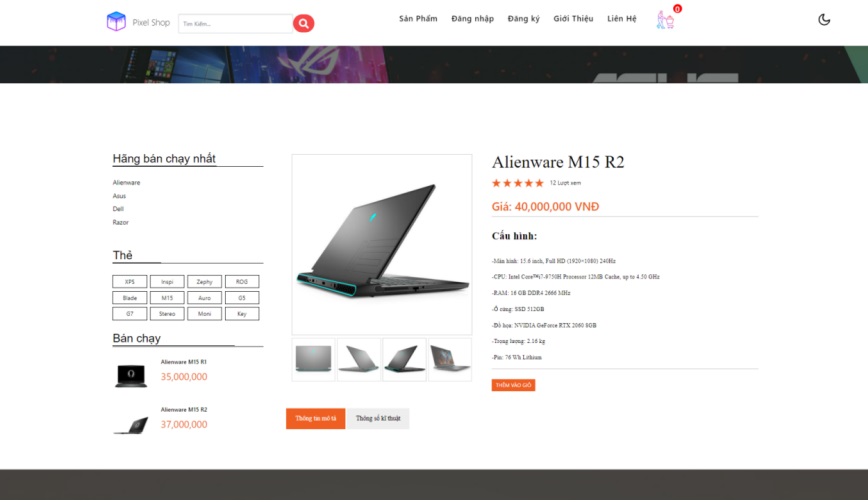 Pixel Shop
Tìm Kiếm...
Sản Phẩm Đăng nhập Đăng ký Giới Thiệu Liên Hệ
0
ASUS
Hãng bán chạy nhất
Alienware
Asus
Dell
Razor
Thẻ
XPS Inspi Zephy ROG
Blade M15 Auro G5
G7 Stereo Moni Key
Bán chạy
Alienware M15 R1
35,000,000
Alienware M15 R2
37,000,000
Alienware M15 R2
12 Lượt xem
Giá: 40,000,000 VNĐ
Cấu hình:
-Màn hình: 15.6 inch, Full HD (1920×1080) 240Hz
-CPU: Intel Core™i7-9750H Processor 12MB Cache, up to 4.50 GHz
-RAM: 16 GB DDR4 2666 MHz
-Ổ cứng: SSD 512GB
-Đồ họa: NVIDIA GeForce RTX 2060 8GB
-Trọng lượng: 2.16 kg
-Pin: 76 Wh Lithium
THÊM VÀO GIỎ
Thông tin mô tả Thông số kĩ thuật